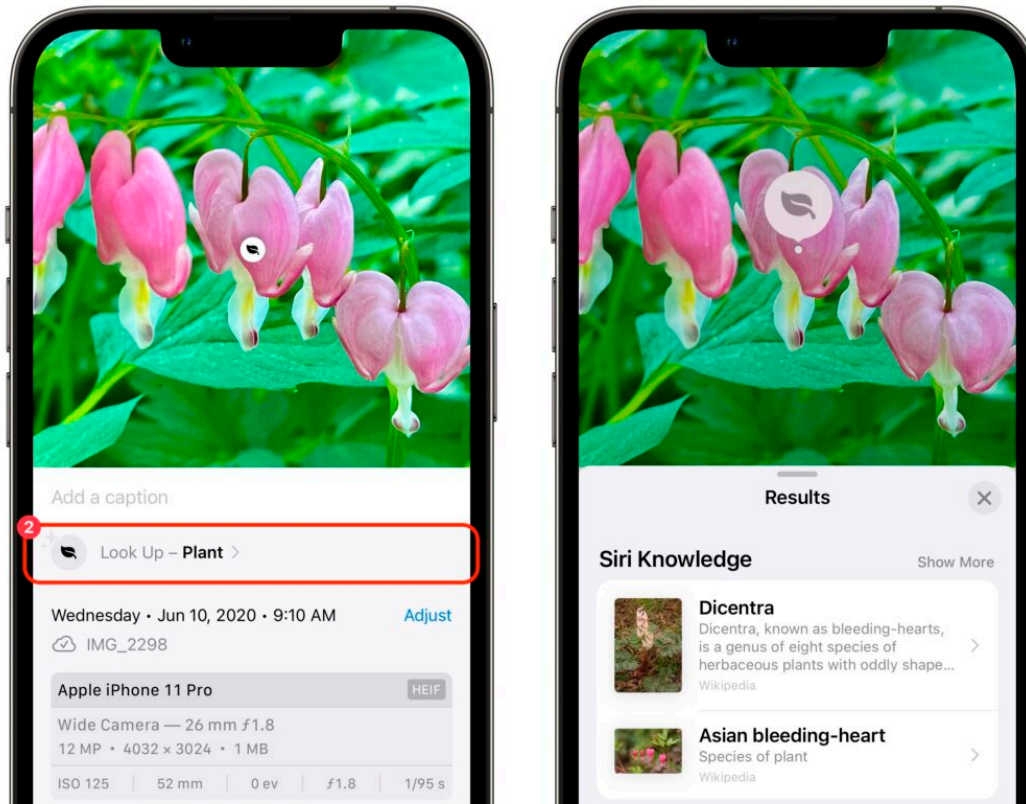 Add a caption
2
Look Up – Plant >
Wednesday • Jun 10, 2020 • 9:10 AM
Adjust
IMG_2298
Apple iPhone 11 Pro
HEIF
Wide Camera — 26 mm ƒ1.8
12 MP • 4032 × 3024 • 1 MB
ISO 125
52 mm
0 ev
ƒ1.8
1/95 s
Results
Siri Knowledge
Show More
Dicentra
Dicentra, known as bleeding-hearts,
is a genus of eight species of
herbaceous plants with oddly shape...
Wikipedia
Asian bleeding-heart
Species of plant
Wikipedia